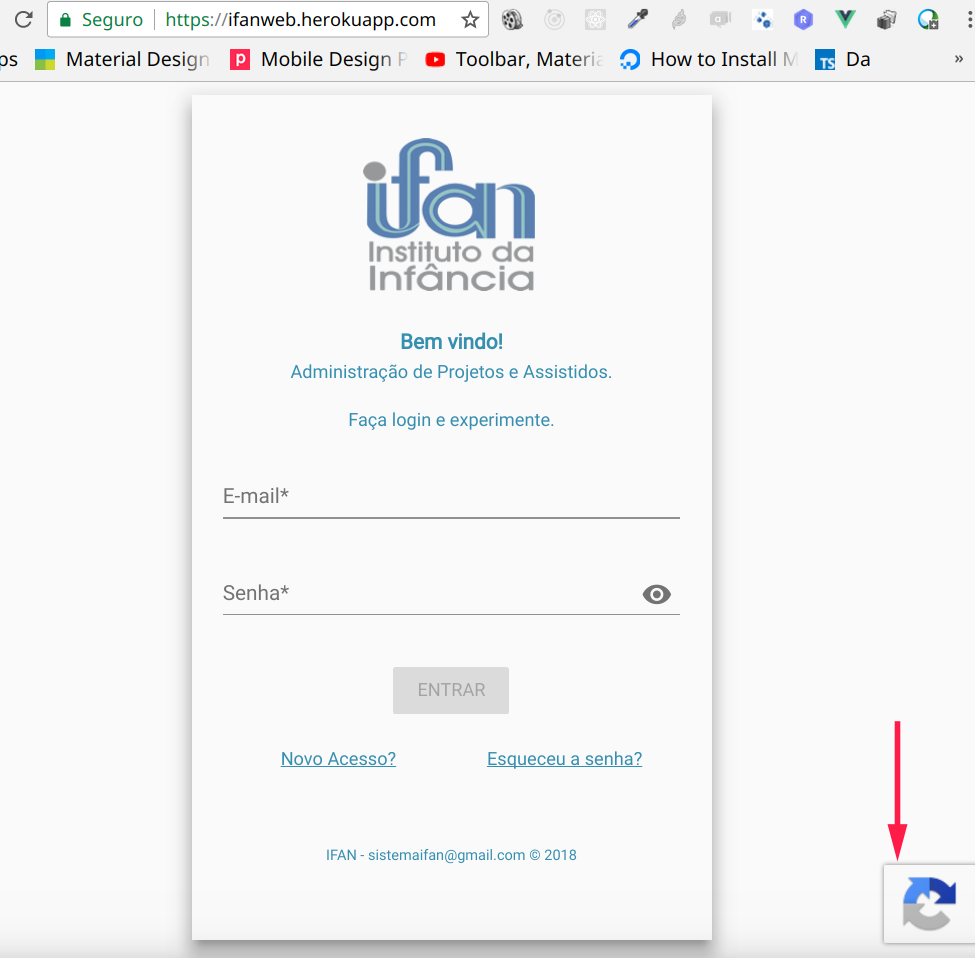 Seguro https://ifanweb.herokuapp.com
ps Material Design Mobile Design P Toolbar, Materia How to Install M TS Da »
ifan
Instituto da
Infância
Bem vindo!
Administração de Projetos e Assistidos.
Faça login e experimente.
E-mail*
Senha*
ENTRAR
Novo Acesso? Esqueceu a senha?
IFAN - sistemaifan@gmail.com © 2018